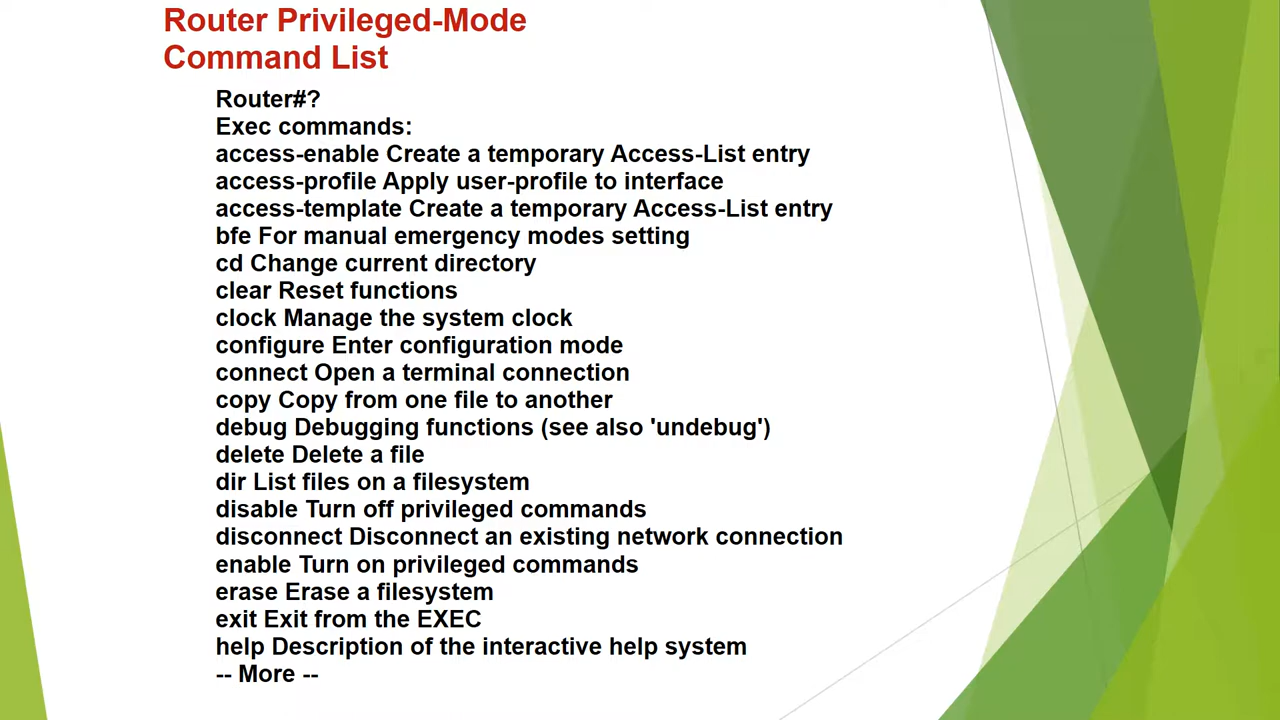 Router Privileged-Mode
Command List
Router#?
Exec commands:
access-enable Create a temporary Access-List entry
access-profile Apply user-profile to interface
access-template Create a temporary Access-List entry
bfe For manual emergency modes setting
cd Change current directory
clear Reset functions
clock Manage the system clock
configure Enter configuration mode
connect Open a terminal connection
copy Copy from one file to another
debug Debugging functions (see also 'undebug')
delete Delete a file
dir List files on a filesystem
disable Turn off privileged commands
disconnect Disconnect an existing network connection
enable Turn on privileged commands
erase Erase a filesystem
exit Exit from the EXEC
help Description of the interactive help system
-- More --